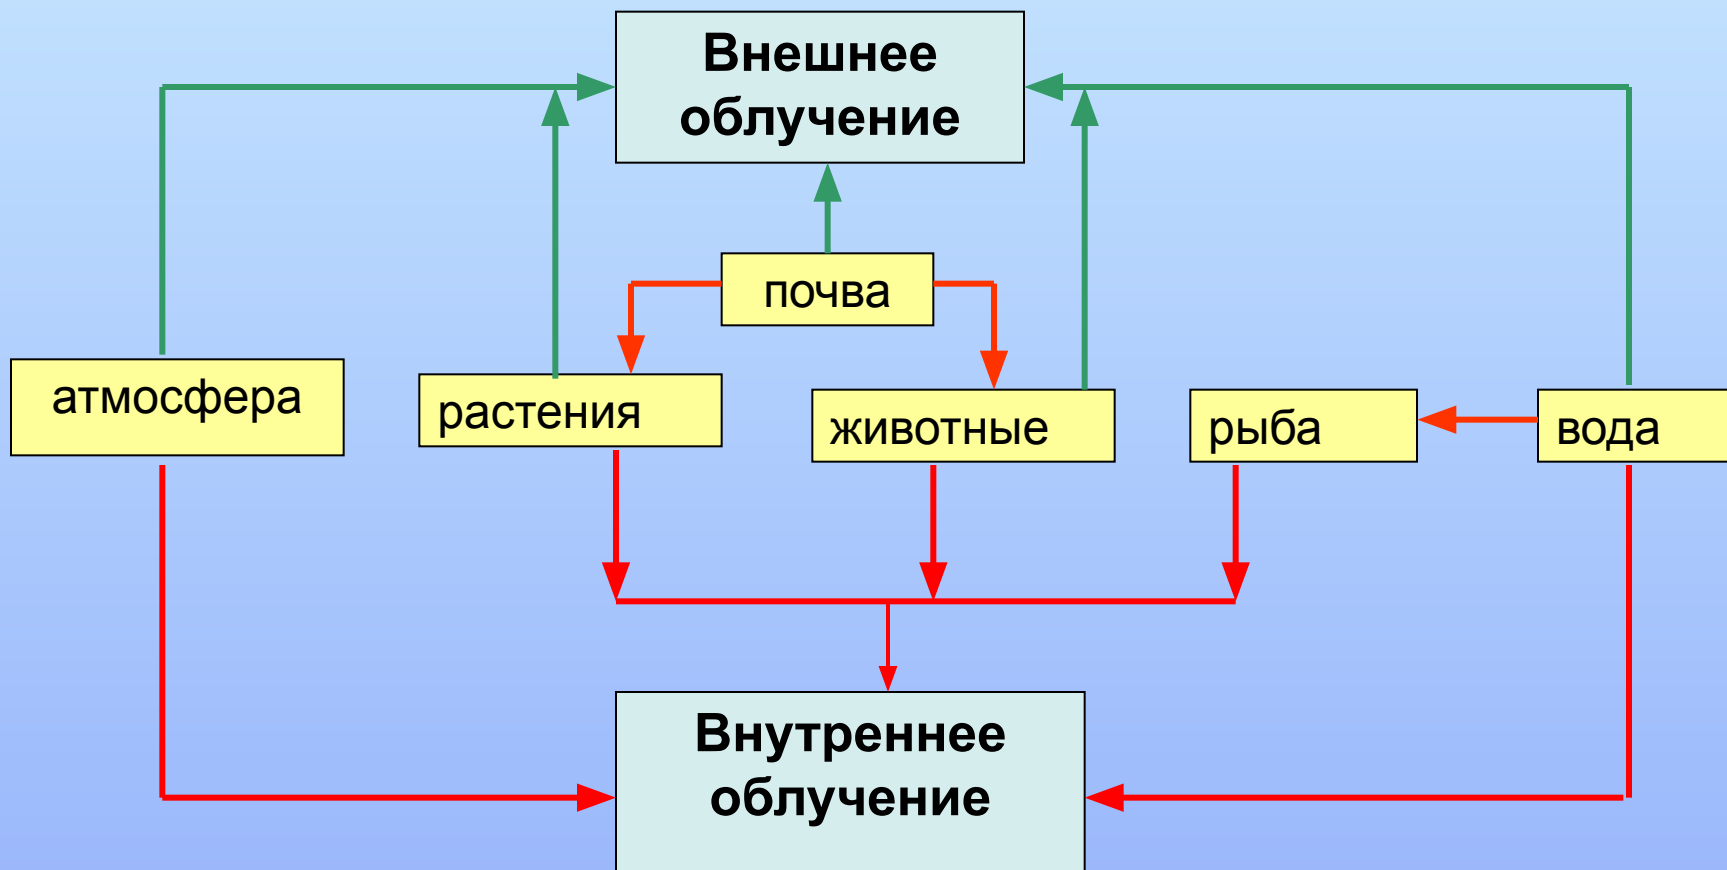 Внешнее
облучение
почва
атмосфера
растения
животные
рыба
вода
Внутреннее
облучение